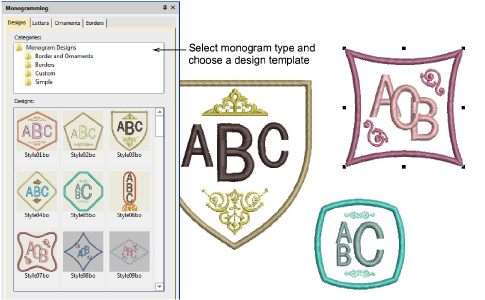 Monogramming
Designs Letters Ornaments Borders
Categories:
Monogram Designs
Border and Ornaments
Borders
Custom
Simple
Select monogram type and
choose a design template
Designs:
ABC ABC ABC
Style01bo Style02bo Style03bo
ABC ABC ABC
Style04bo Style05bo Style06bo
AOB
Style07bo Style08bo Style09bo
ABC
AOB
ABC